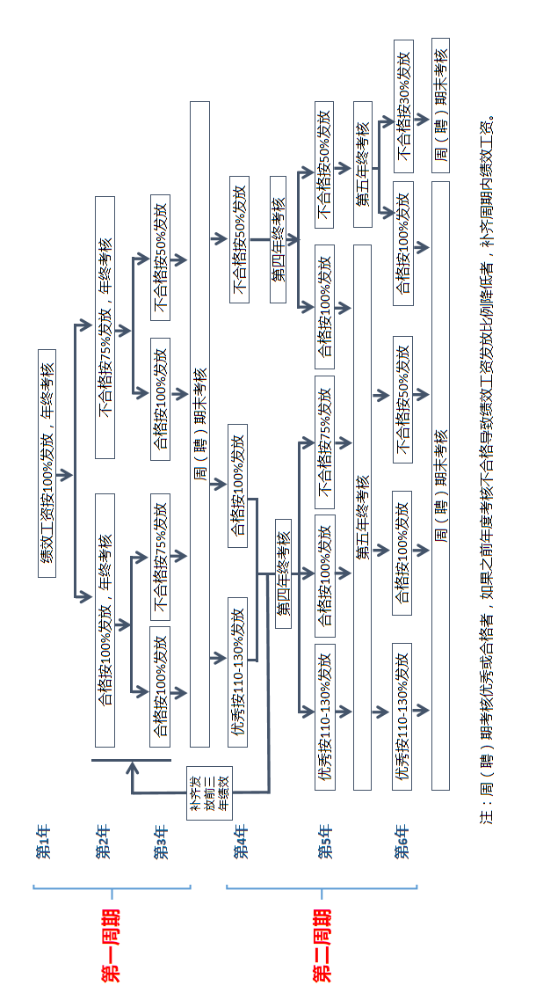 第一周期
第1年
绩效工资按100%发放，年终考核
第2年
合格按100%发放，年终考核
不合格按75%发放，年终考核
第3年
合格按100%发放
不合格按75%发放
合格按100%发放
不合格按50%发放
周（聘）期末考核
补齐发
放前三
年绩效
第二周期
第4年
优秀按110-130%发放
合格按100%发放
不合格按50%发放
第四年终考核
第四年终考核
第5年
优秀按110-130%发放
合格按100%发放
不合格按75%发放
合格按100%发放
不合格按50%发放
第五年终考核
第五年终考核
第6年
优秀按110-130%发放
合格按100%发放
不合格按50%发放
合格按100%发放
不合格按30%发放
周（聘）期末考核
周（聘）期末考核
注：周（聘）期考核优秀或合格者，如果之前年度考核不合格导致绩效工资发放比例降低者，补齐周期内绩效工资。